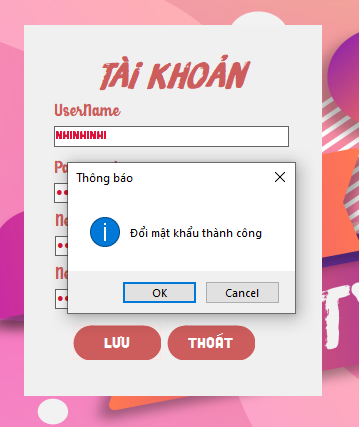 TÀI KHOẢN
UserName
NHINHINHI
Thông báo
Đổi mật khẩu thành công
OK
Cancel
LƯU
THOÁT